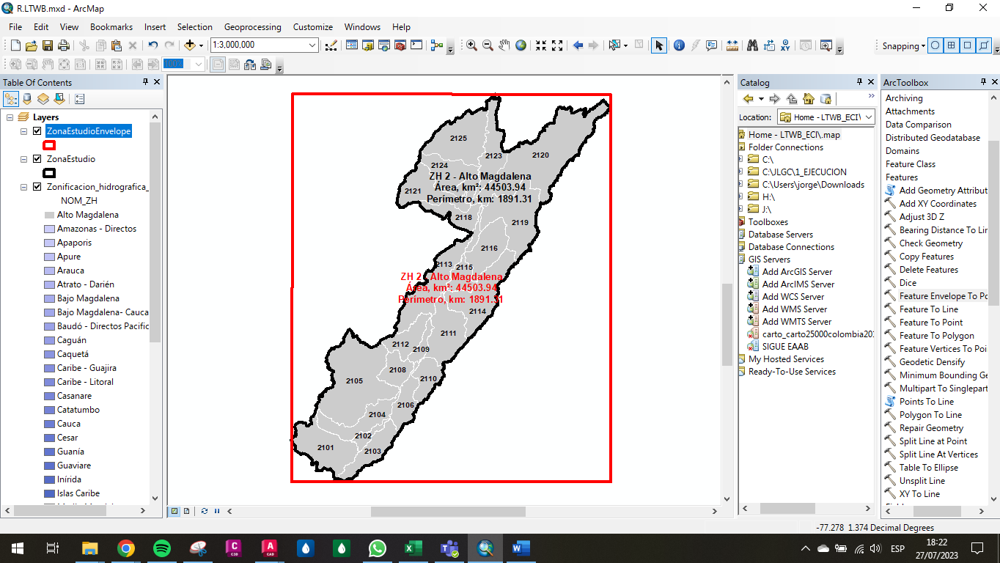 R.LTWB.mxd - ArcMap
File Edit View Bookmarks Insert Selection Geoprocessing Customize Windows Help
1:3,000,000
Snapping
100%
Table Of Contents
Layers
ZonaEstudioEnvelope
ZonaEstudio
Zonificacion_hidrografica_
NOM_ZH
Alto Magdalena
Amazonas - Directos
Apaporis
Apure
Arauca
Atrato - Darién
Bajo Magdalena
Bajo Magdalena- Cauca
Baudó - Directos Pacific
Caguán
Caquetá
Caribe - Guajira
Caribe - Litoral
Casanare
Catatumbo
Cauca
Cesar
Guanía
Guaviare
Inírida
Islas Caribe
2125
2123
2120
2124
ZH 2 - Alto Magdalena
Área, km²: 44503.94
Perímetro, km: 1891.31
2121
2118
2119
2116
2113
2115
ZH 2 - Alto Magdalena
Área, km²: 44503.94
Perímetro, km: 1891.31
2114
2111
2112
2109
2108
2105
2110
2106
2104
2102
2101
2103
Catalog
Location: Home - LTWB_ECI\
Home - LTWB_ECI\.map
Folder Connections
C:\
C:\JLGC\1_EJECUCION
C:\Users\jorge\Downloads
H:\
J:\
Toolboxes
Database Servers
Database Connections
GIS Servers
Add ArcGIS Server
Add ArcIMS Server
Add WCS Server
Add WMS Server
Add WMTS Server
carto_carto25000colombia201
SIGUE EAAB
My Hosted Services
Ready-To-Use Services
ArcToolbox
Archiving
Attachments
Data Comparison
Distributed Geodatabase
Domains
Feature Class
Features
Add Geometry Attribut
Add XY Coordinates
Adjust 3D Z
Bearing Distance To Lin
Check Geometry
Copy Features
Delete Features
Dice
Feature Envelope To Po
Feature To Line
Feature To Point
Feature To Polygon
Feature Vertices To Poi
Geodetic Densify
Minimum Bounding Ge
Multipart To Singlepart
Points To Line
Polygon To Line
Repair Geometry
Split Line at Point
Split Line At Vertices
Table To Ellipse
Unsplit Line
XY To Line
-77.278 1.374 Decimal Degrees
ESP
18:22
27/07/2023